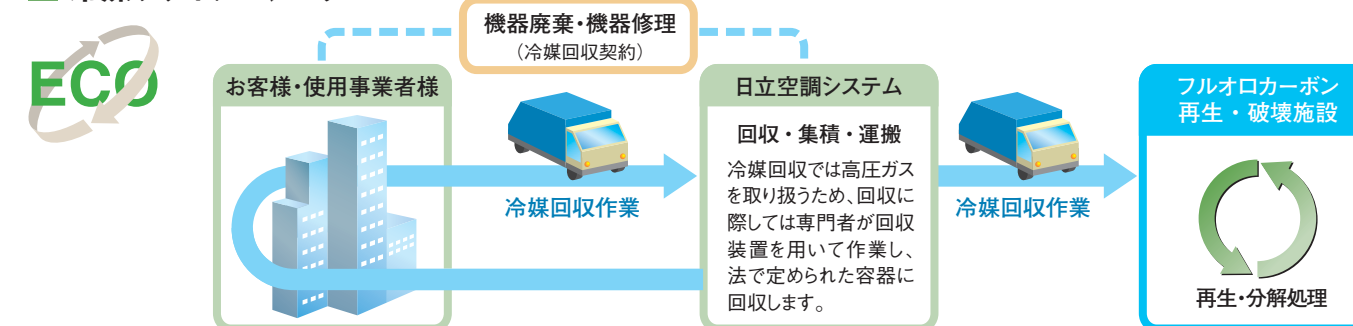 機器廃棄・機器修理
（冷媒回収契約）
ECO
お客様・使用事業者様
冷媒回収作業
日立空調システム
回収・集積・運搬
冷媒回収では高圧ガス
を取り扱うため、回収に
際しては専門者が回収
装置を用いて作業し、
法で定められた容器に
回収します。
冷媒回収作業
フルオロカーボン
再生・破壊施設
再生・分解処理